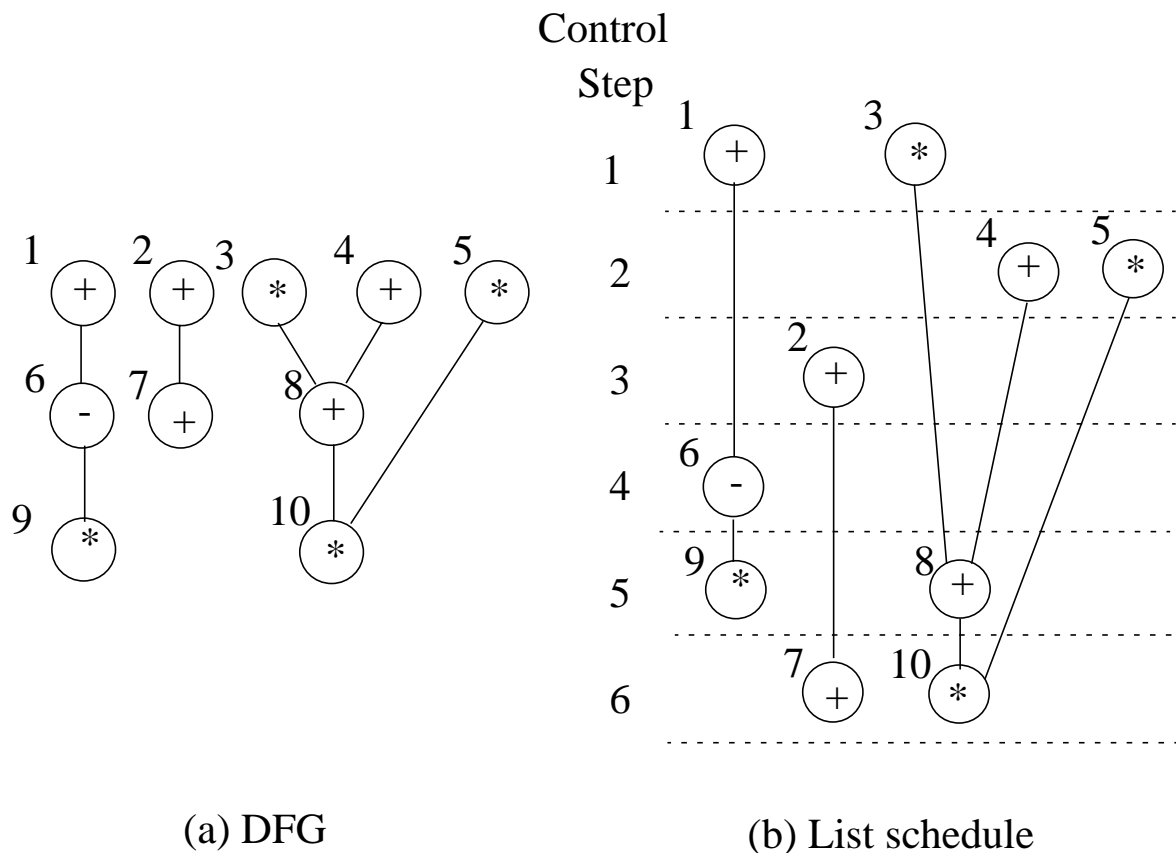 Control
Step
1 + 3 *
1
4 + 5 *
2
2 +
3
6 -
4
9 * 8 +
5
7 + 10 *
6
1 + 2 + 3 * 4 + 5 *
6 - 7 + 8 +
9 * 10 *
(a) DFG
(b) List schedule